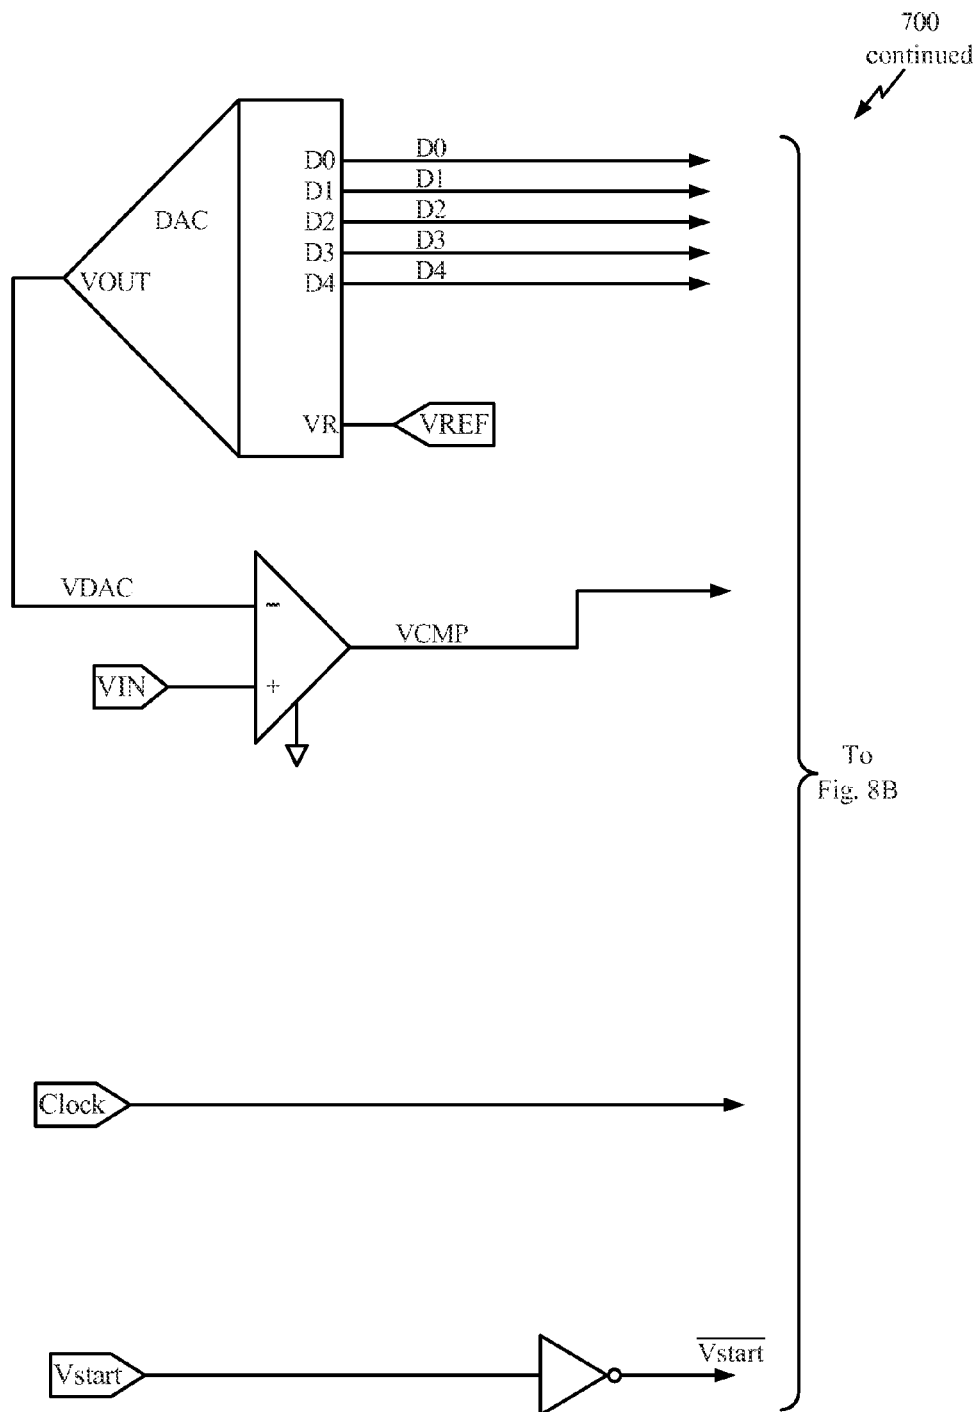 700
continued
D0 D0
D1 D1
DAC D2 D2
D3 D3
VOUT D4 D4
VR VREF
VDAC
−
VCMP
VIN +
To
Fig. 8B
Clock
V̅s̅t̅a̅r̅t̅
Vstart